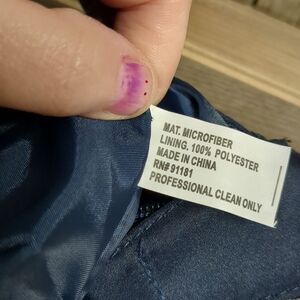 MAT. MICROFIBER
LINING. 100% POLYESTER
MADE IN CHINA
RN# 91181
PROFESSIONAL CLEAN ONLY